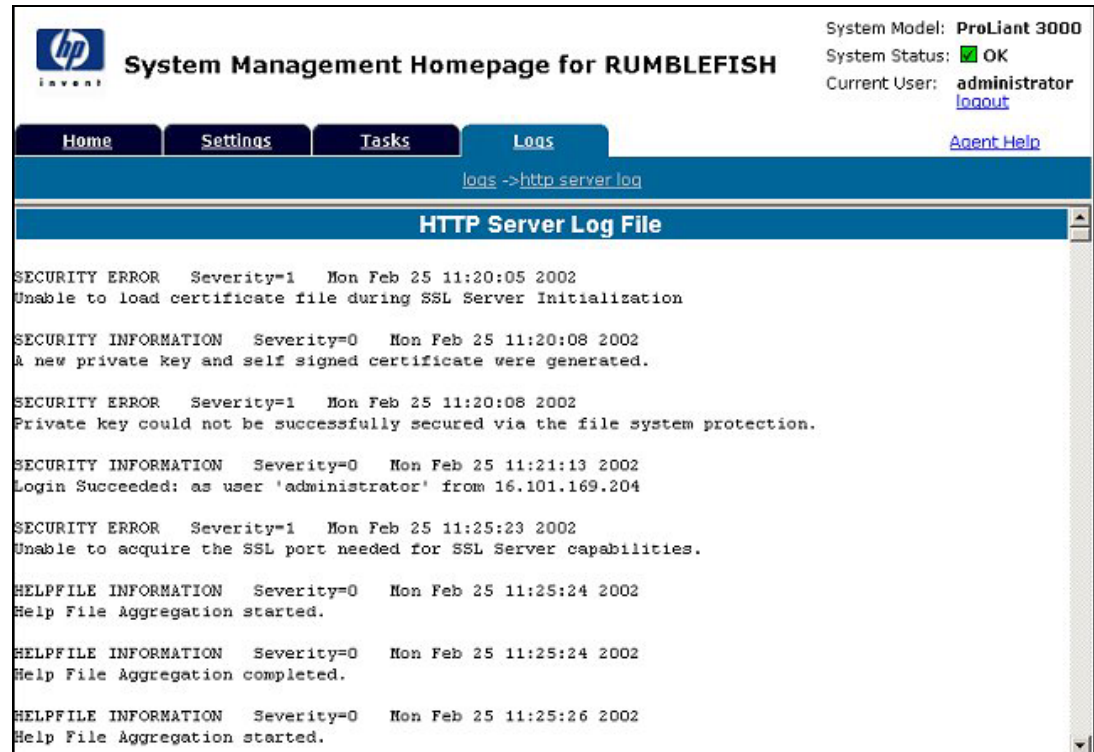 hp
invent
System Management Homepage for RUMBLEFISH
System Model: ProLiant 3000
System Status: OK
Current User: administrator
logout
Home Settings Tasks Logs
Agent Help
logs ->http server log
HTTP Server Log File
SECURITY ERROR Severity=1 Mon Feb 25 11:20:05 2002
Unable to load certificate file during SSL Server Initialization
SECURITY INFORMATION Severity=0 Mon Feb 25 11:20:08 2002
A new private key and self signed certificate were generated.
SECURITY ERROR Severity=1 Mon Feb 25 11:20:08 2002
Private key could not be successfully secured via the file system protection.
SECURITY INFORMATION Severity=0 Mon Feb 25 11:21:13 2002
Login Succeeded: as user 'administrator' from 16.101.169.204
SECURITY ERROR Severity=1 Mon Feb 25 11:25:23 2002
Unable to acquire the SSL port needed for SSL Server capabilities.
HELPFILE INFORMATION Severity=0 Mon Feb 25 11:25:24 2002
Help File Aggregation started.
HELPFILE INFORMATION Severity=0 Mon Feb 25 11:25:24 2002
Help File Aggregation completed.
HELPFILE INFORMATION Severity=0 Mon Feb 25 11:25:26 2002
Help File Aggregation started.